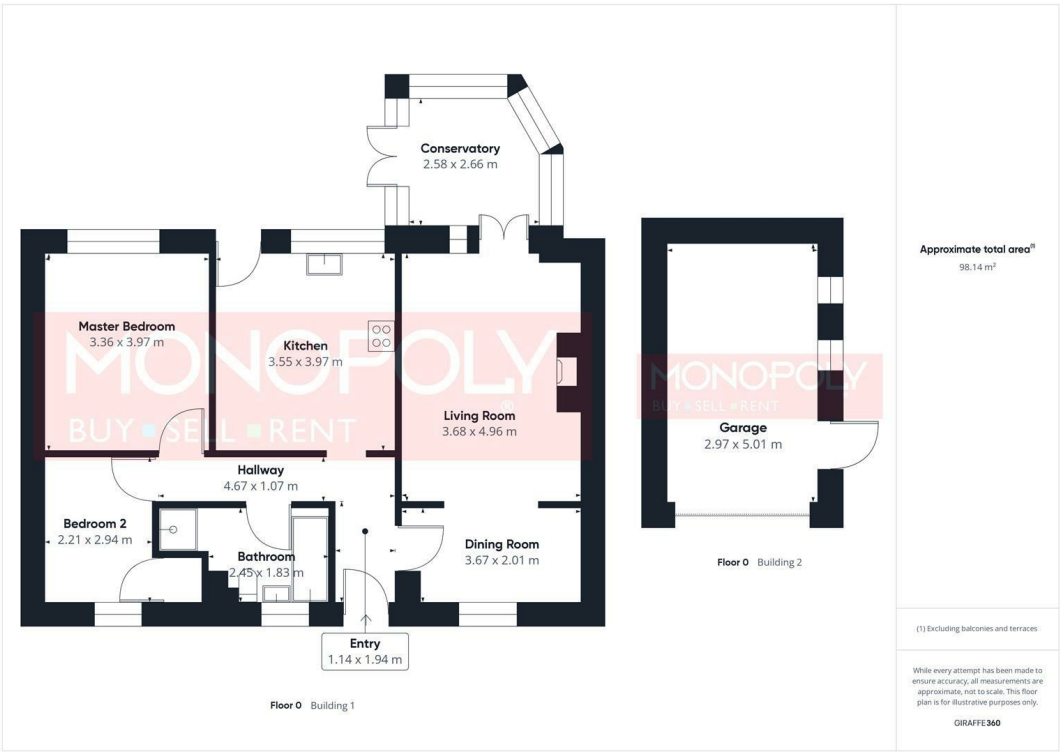 Conservatory
2.58 x 2.66 m
Master Bedroom
3.36 x 3.97 m
Kitchen
3.55 x 3.97 m
Living Room
3.68 x 4.96 m
Hallway
4.67 x 1.07 m
Bedroom 2
2.21 x 2.94 m
Bathroom
2.45 x 1.83 m
Dining Room
3.67 x 2.01 m
Entry
1.14 x 1.94 m
MONOPOLY
BUY SELL RENT
(R)
Floor 0 Building 1
MONOPOLY
BUY SELL RENT
Garage
2.97 x 5.01 m
Floor 0 Building 2
Approximate total area(1)
98.14 m²
(1) Excluding balconies and terraces
While every attempt has been made to
ensure accuracy, all measurements are
approximate, not to scale. This floor
plan is for illustrative purposes only.
GIRAFFE360